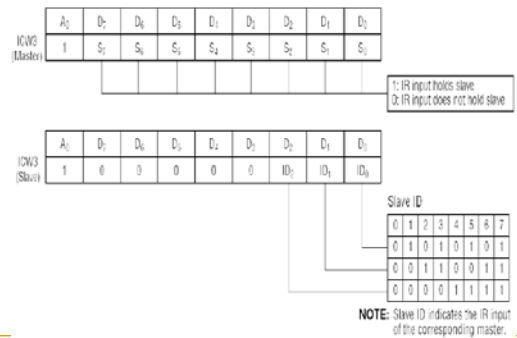 A₀ D₇ D₆ D₅ D₄ D₃ D₂ D₁ D₀
ICW3
(Master)
1 S₇ S₆ S₅ S₄ S₃ S₂ S₁ S₀
1: IR input holds slave
0: IR input does not hold slave
A₀ D₇ D₆ D₅ D₄ D₃ D₂ D₁ D₀
ICW3
(Slave)
1 0 0 0 0 0 ID₂ ID₁ ID₀
Slave ID
0 1 2 3 4 5 6 7
0 1 0 1 0 1 0 1
0 0 1 1 0 0 1 1
0 0 0 0 1 1 1 1
NOTE: Slave ID indicates the IR input
of the corresponding master.